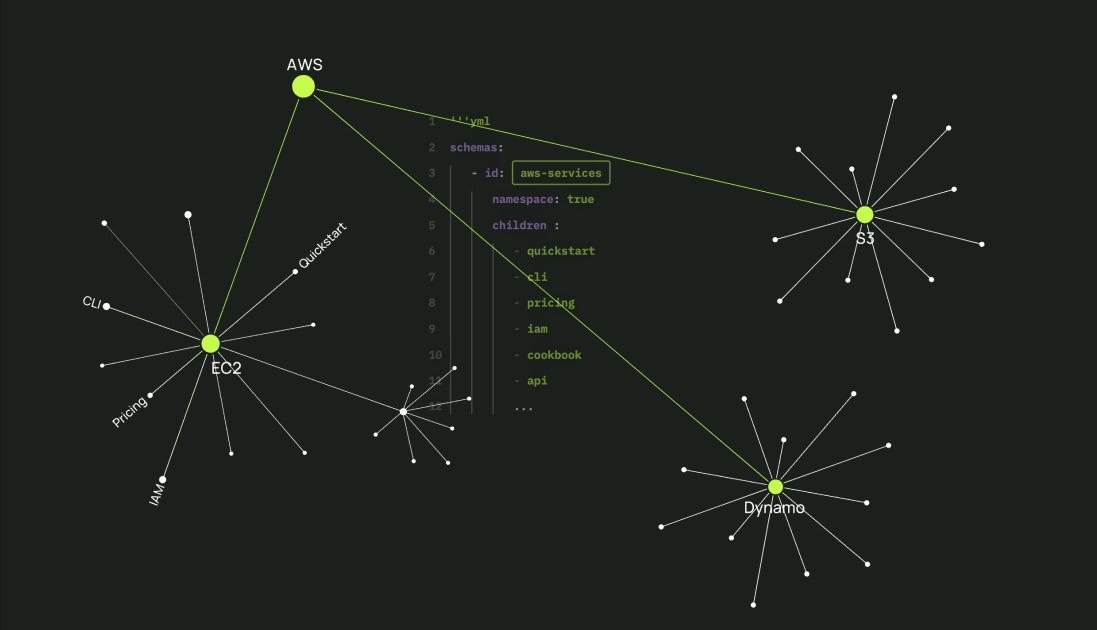 AWS
1 '''yml
2 schemas:
3 - id: aws-services
4 namespace: true
5 children :
6 - quickstart
7 - cli
8 - pricing
9 - iam
10 - cookbook
11 - api
12 ...
S3
Quickstart
CLI
EC2
Pricing
IAM
Dynamo